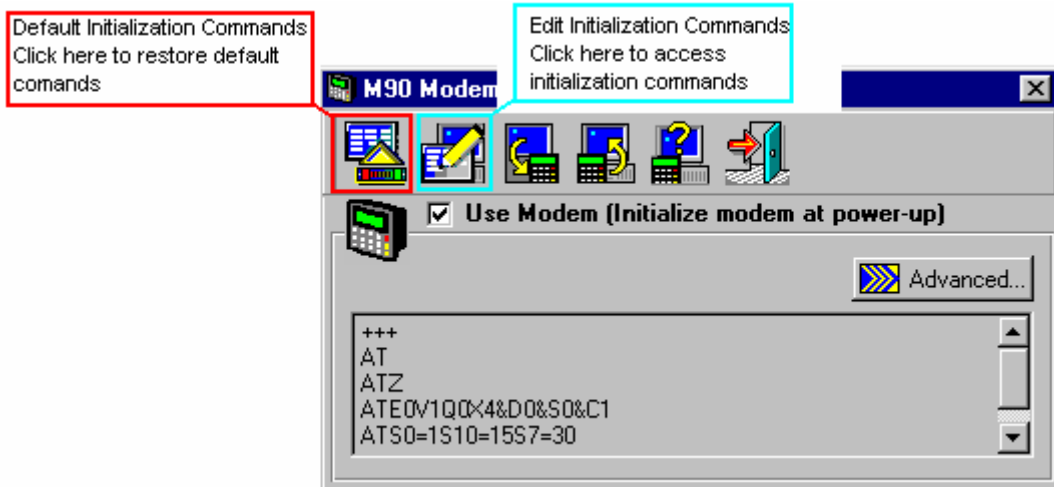 Default Initialization Commands
Click here to restore default
comands
Edit Initialization Commands
Click here to access
initialization commands
M90 Modem
Use Modem (Initialize modem at power-up)
Advanced...
+++
AT
ATZ
ATE0V1Q0X4&D0&S0&C1
ATS0=1S10=15S7=30